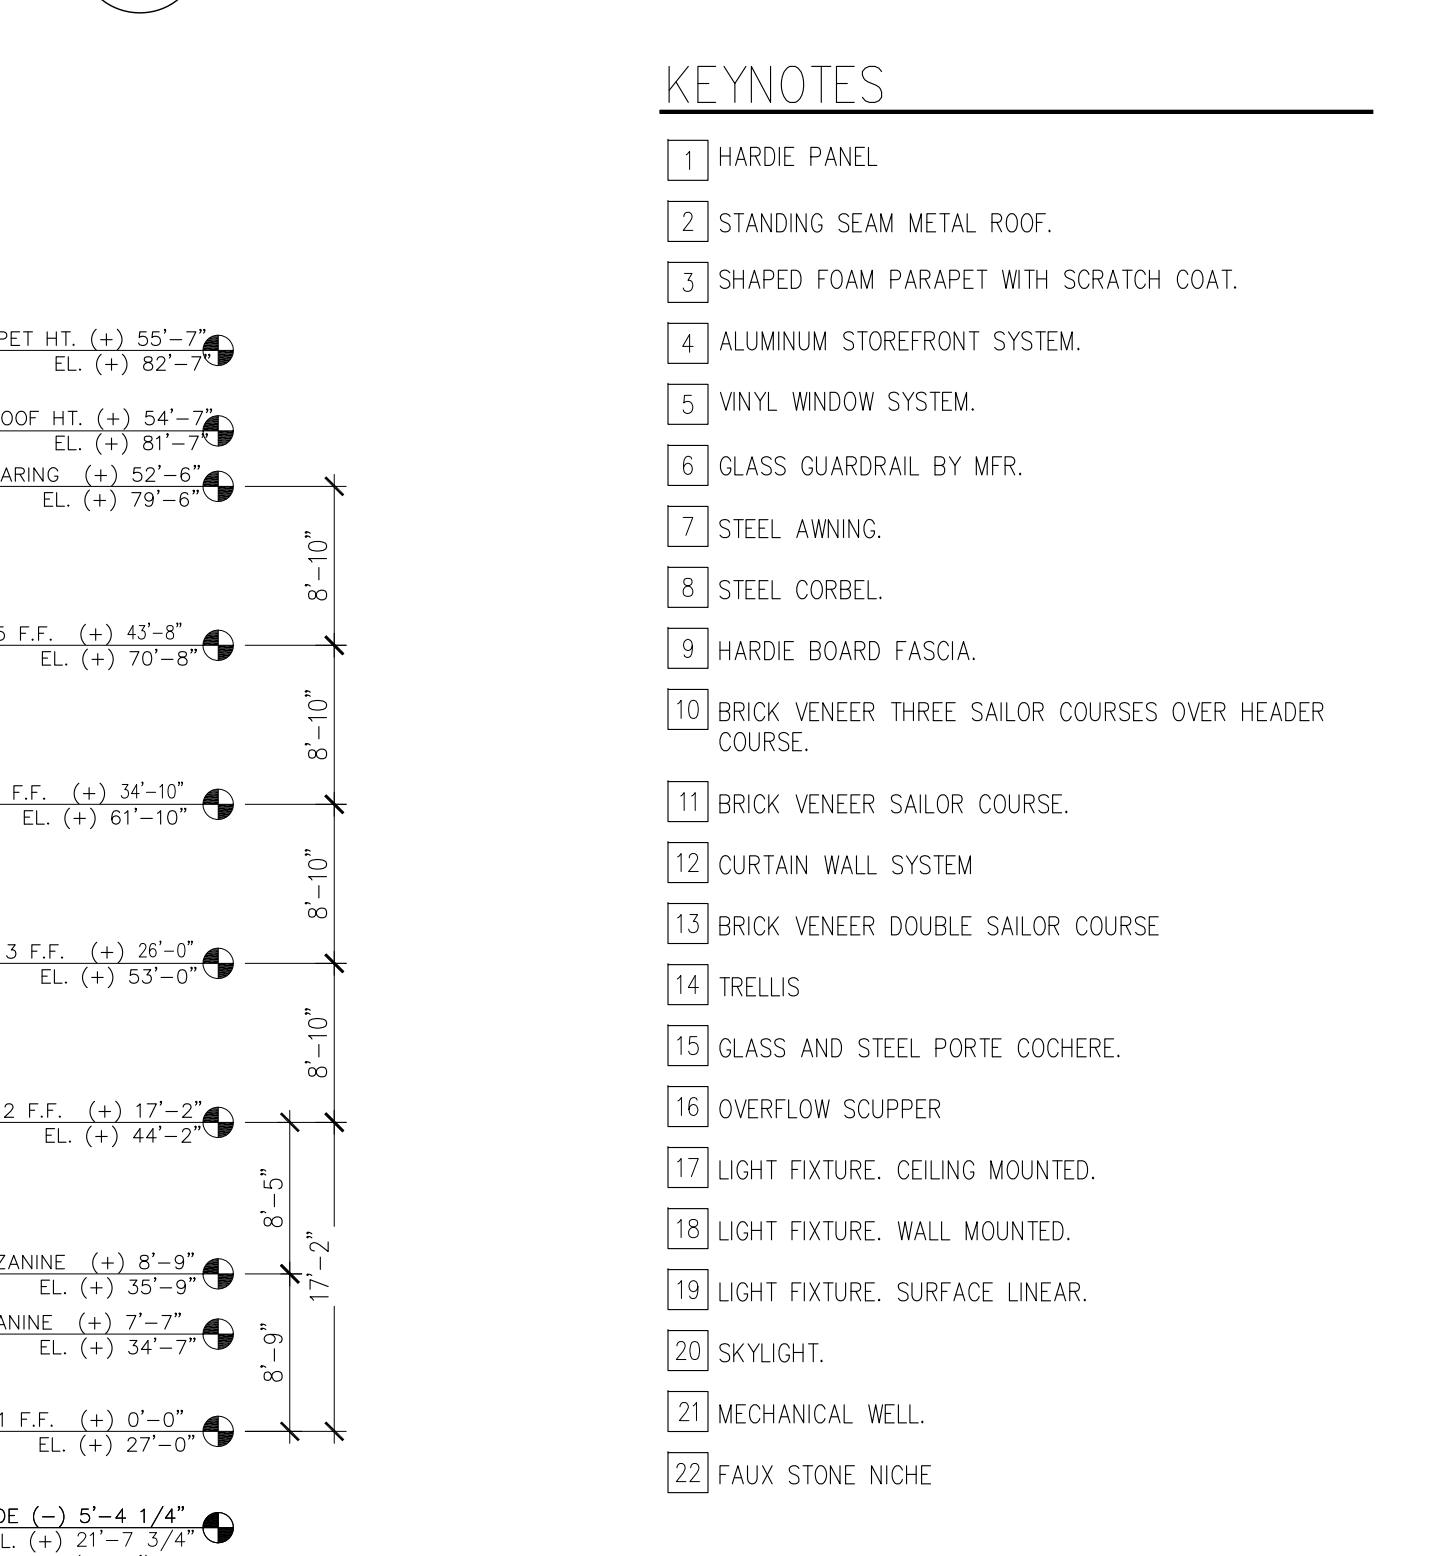 KEYNOTES
1 HARDIE PANEL
2 STANDING SEAM METAL ROOF.
3 SHAPED FOAM PARAPET WITH SCRATCH COAT.
4 ALUMINUM STOREFRONT SYSTEM.
5 VINYL WINDOW SYSTEM.
6 GLASS GUARDRAIL BY MFR.
7 STEEL AWNING.
8 STEEL CORBEL.
9 HARDIE BOARD FASCIA.
10 BRICK VENEER THREE SAILOR COURSES OVER HEADER
COURSE.
11 BRICK VENEER SAILOR COURSE.
12 CURTAIN WALL SYSTEM
13 BRICK VENEER DOUBLE SAILOR COURSE
14 TRELLIS
15 GLASS AND STEEL PORTE COCHERE.
16 OVERFLOW SCUPPER
17 LIGHT FIXTURE. CEILING MOUNTED.
18 LIGHT FIXTURE. WALL MOUNTED.
19 LIGHT FIXTURE. SURFACE LINEAR.
20 SKYLIGHT.
21 MECHANICAL WELL.
22 FAUX STONE NICHE
PET HT. (+) 55'-7"
EL. (+) 82'-7"
OOF HT. (+) 54'-7"
EL. (+) 81'-7"
ARING (+) 52'-6"
EL. (+) 79'-6"
8'-10"
5 F.F. (+) 43'-8"
EL. (+) 70'-8"
8'-10"
F.F. (+) 34'-10"
EL. (+) 61'-10"
8'-10"
3 F.F. (+) 26'-0"
EL. (+) 53'-0"
8'-10"
2 F.F. (+) 17'-2"
EL. (+) 44'-2"
8'-5"
17'-2"
ZANINE (+) 8'-9"
EL. (+) 35'-9"
ANINE (+) 7'-7"
EL. (+) 34'-7"
8'-9"
1 F.F. (+) 0'-0"
EL. (+) 27'-0"
DE (-) 5'-4 1/4"
L. (+) 21'-7 3/4"